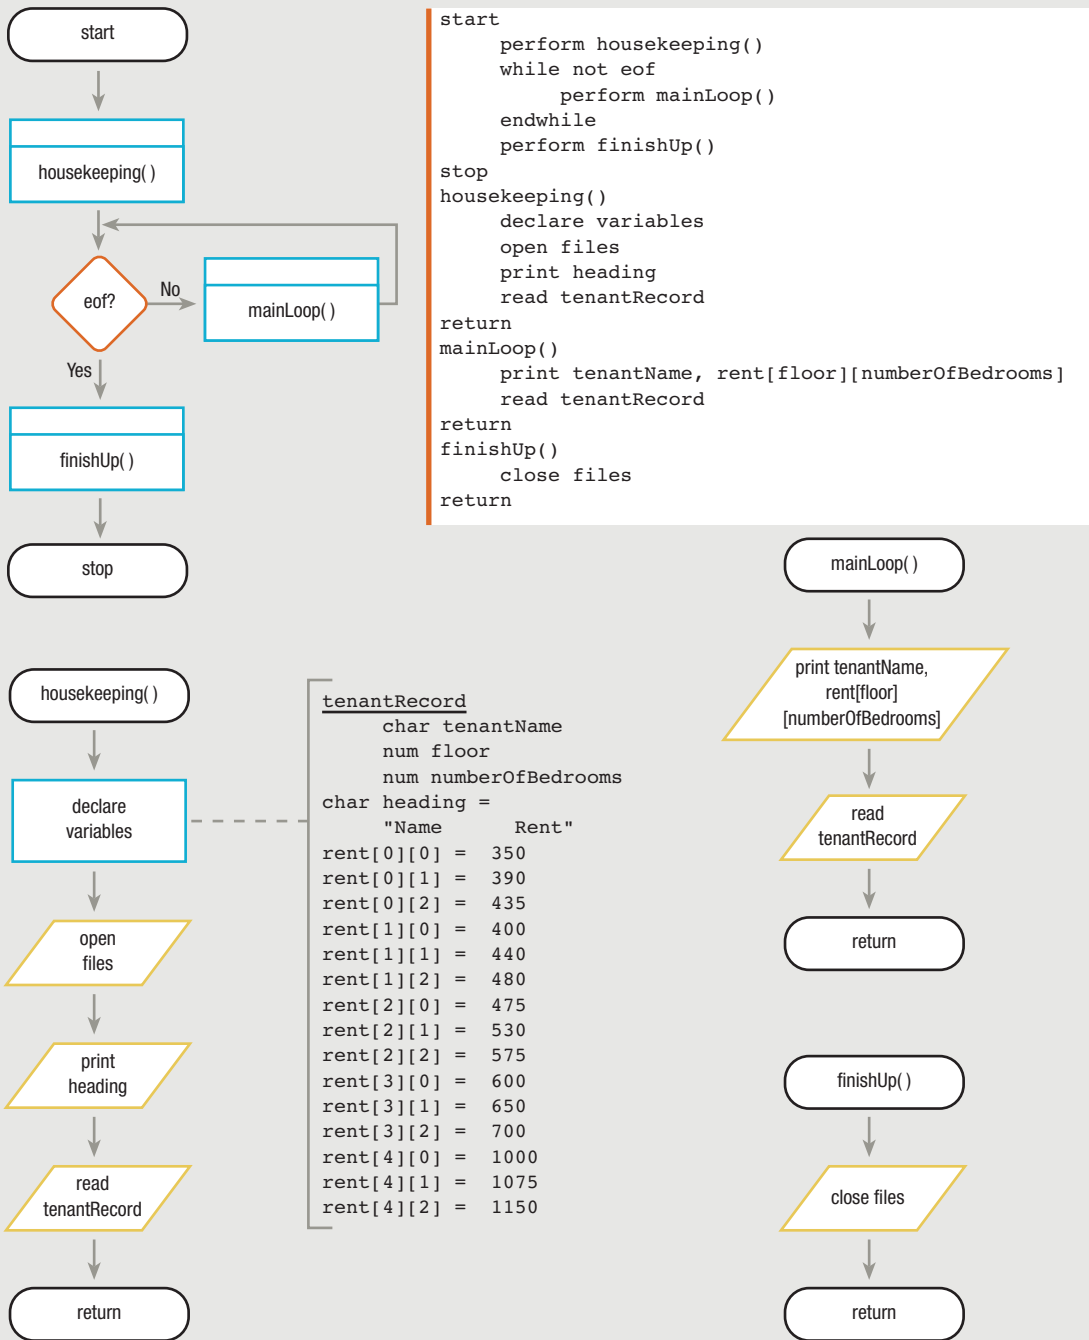 start
housekeeping( )
eof?
No
mainLoop( )
Yes
finishUp( )
stop
start
     perform housekeeping()
     while not eof
          perform mainLoop()
     endwhile
     perform finishUp()
stop
housekeeping()
     declare variables
     open files
     print heading
     read tenantRecord
return
mainLoop()
     print tenantName, rent[floor][numberOfBedrooms]
     read tenantRecord
return
finishUp()
     close files
return
housekeeping( )
declare
variables
open
files
print
heading
read
tenantRecord
return
tenantRecord
     char tenantName
     num floor
     num numberOfBedrooms
char heading =
     "Name      Rent"
rent[0][0] =  350
rent[0][1] =  390
rent[0][2] =  435
rent[1][0] =  400
rent[1][1] =  440
rent[1][2] =  480
rent[2][0] =  475
rent[2][1] =  530
rent[2][2] =  575
rent[3][0] =  600
rent[3][1] =  650
rent[3][2] =  700
rent[4][0] =  1000
rent[4][1] =  1075
rent[4][2] =  1150
mainLoop( )
print tenantName,
rent[floor]
[numberOfBedrooms]
read
tenantRecord
return
finishUp( )
close files
return